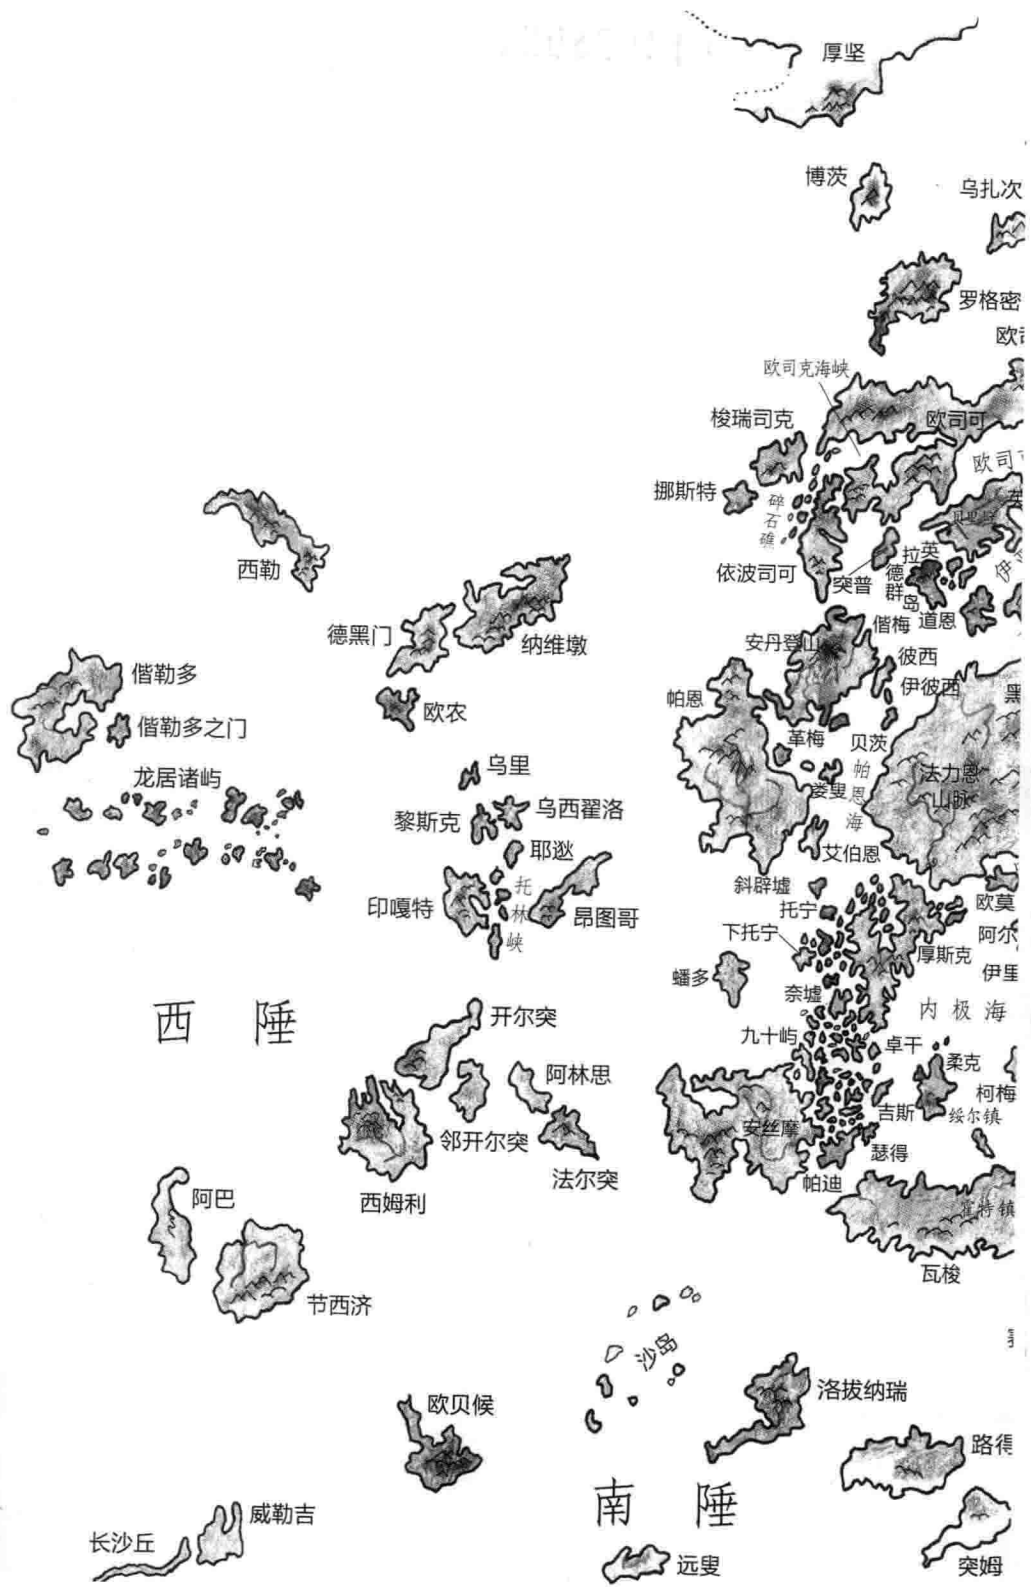 厚坚
博茨
乌扎次
罗格密
欧司克海峡
梭瑞司克
欧司可
欧司
挪斯特
碎石礁
西勒
依波司可
突普
拉英
德群岛
道恩
偕梅
安丹登山
彼西
伊彼西
德黑门
纳维墩
偕勒多
帕恩
黑
欧农
偕勒多之门
革梅
贝茨
帕恩海
法力恩
山脉
乌里
龙居诸屿
娄叟
黎斯克
乌西翟洛
耶逖
艾伯恩
斜辟墟
托林峡
印嘎特
昂图哥
托宁
欧莫
下托宁
阿尔
厚斯克
蟠多
伊里
奈墟
内极海
西陲
开尔突
九十屿
卓干
柔克
阿林思
柯梅
吉斯
绥尔镇
安丝摩
邻开尔突
瑟得
法尔突
帕迪
西姆利
阿巴
霍特镇
瓦梭
节西济
沙岛
洛拔纳瑞
欧贝候
路得
南陲
威勒吉
长沙丘
远叟
突姆